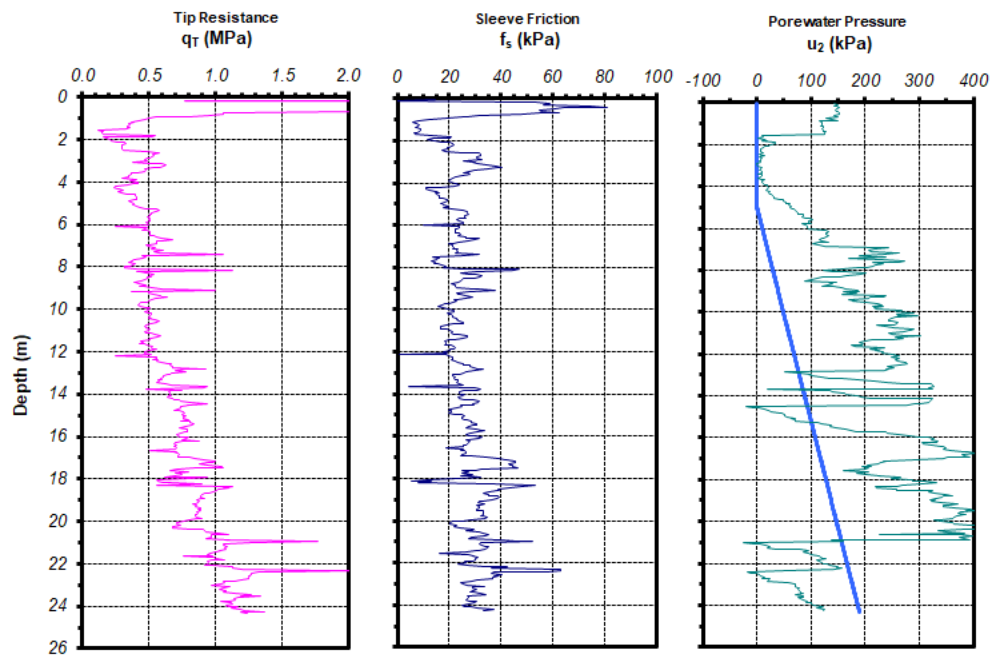 Tip Resistance
qT (MPa)
0.0 0.5 1.0 1.5 2.0
Sleeve Friction
fs (kPa)
0 20 40 60 80 100
Porewater Pressure
u2 (kPa)
-100 0 100 200 300 400
Depth (m)
0
2
4
6
8
10
12
14
16
18
20
22
24
26